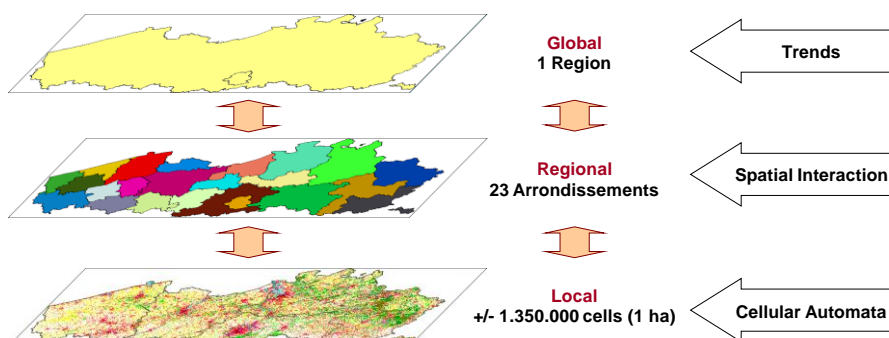 Global
1 Region
Trends
Regional
23 Arrondissements
Spatial Interaction
Local
+/- 1.350.000 cells (1 ha)
Cellular Automata